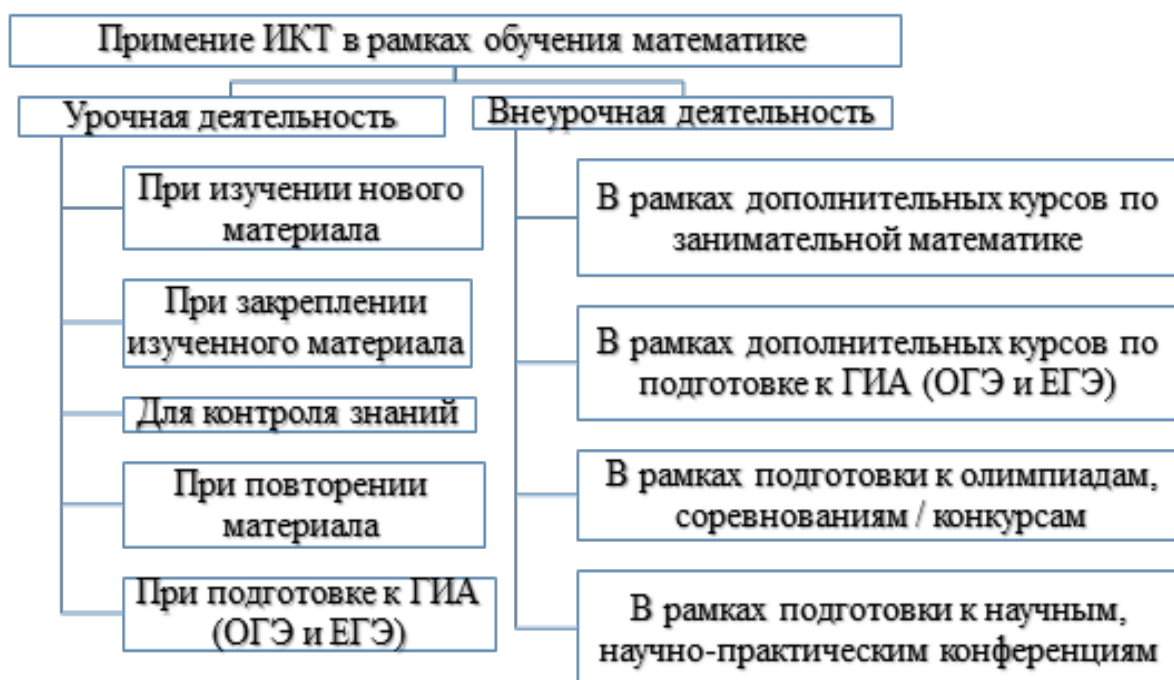 Примение ИКТ в рамках обучения математике
Урочная деятельность
При изучении нового
материала
При закреплении
изученного материала
Для контроля знаний
При повторении
материала
При подготовке к ГИА
(ОГЭ и ЕГЭ)
Внеурочная деятельность
В рамках дополнительных курсов по
занимательной математике
В рамках дополнительных курсов по
подготовке к ГИА (ОГЭ и ЕГЭ)
В рамках подготовки к олимпиадам,
соревнованиям / конкурсам
В рамках подготовки к научным,
научно-практическим конференциям